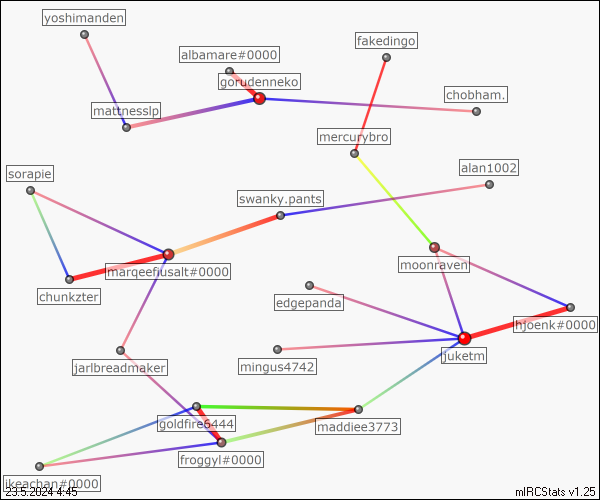 yoshimanden
fakedingo
albamare#0000
gorudenneko
chobham.
mattnesslp
mercurybro
alan1002
sorapie
swanky.pants
moonraven
marqeefiusalt#0000
chunkzter
edgepanda
hjoenk#0000
juketm
jarlbreadmaker
mingus4742
goldfire6444
maddiee3773
froggyl#0000
ikeachan#0000
23.5.2024 4:45
mIRCStats v1.25